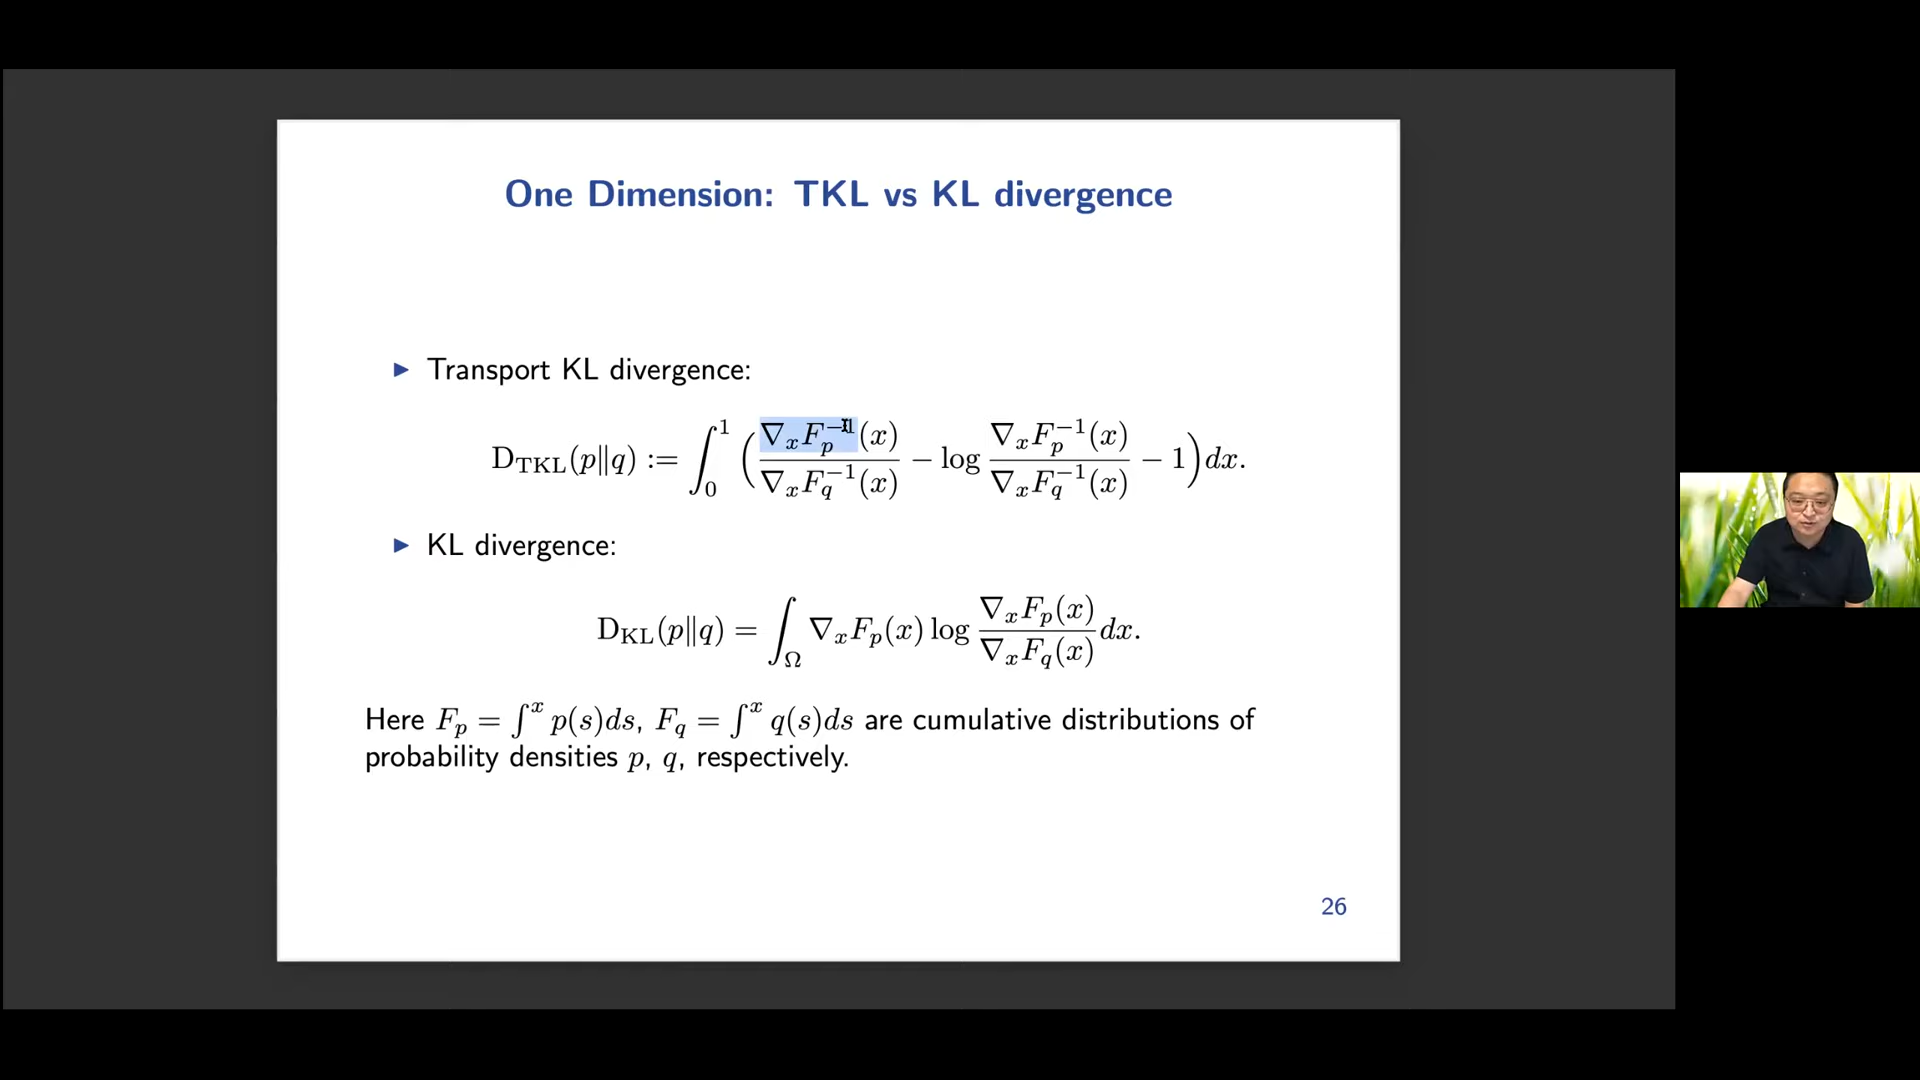 One Dimension: TKL vs KL divergence
▶ Transport KL divergence:
D_TKL(p∥q) := ∫_0^1 ( ∇_x F_p^{-1}(x) / ∇_x F_q^{-1}(x) − log ∇_x F_p^{-1}(x) / ∇_x F_q^{-1}(x) − 1 ) dx.
▶ KL divergence:
D_KL(p∥q) = ∫_Ω ∇_x F_p(x) log ∇_x F_p(x) / ∇_x F_q(x) dx.
Here F_p = ∫^x p(s)ds, F_q = ∫^x q(s)ds are cumulative distributions of
probability densities p, q, respectively.
26